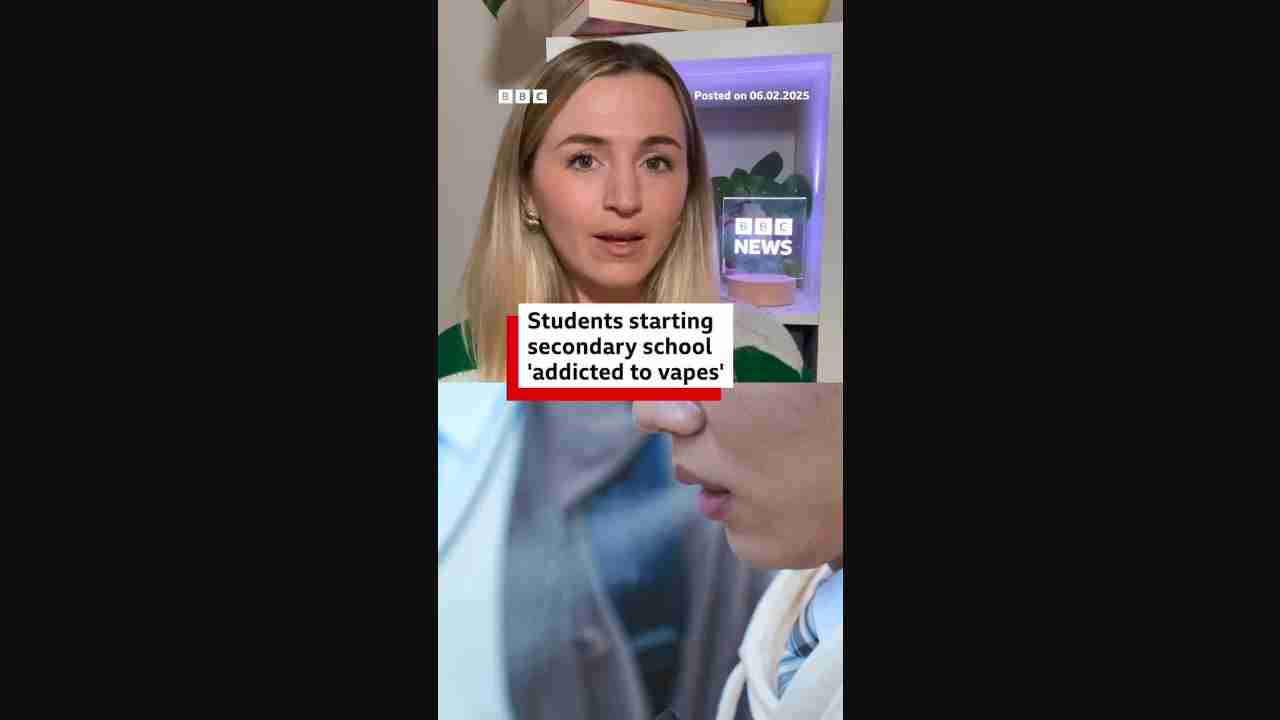 BBC
Posted on 06.02.2025
BBC
NEWS
Students starting
secondary school
'addicted to vapes'